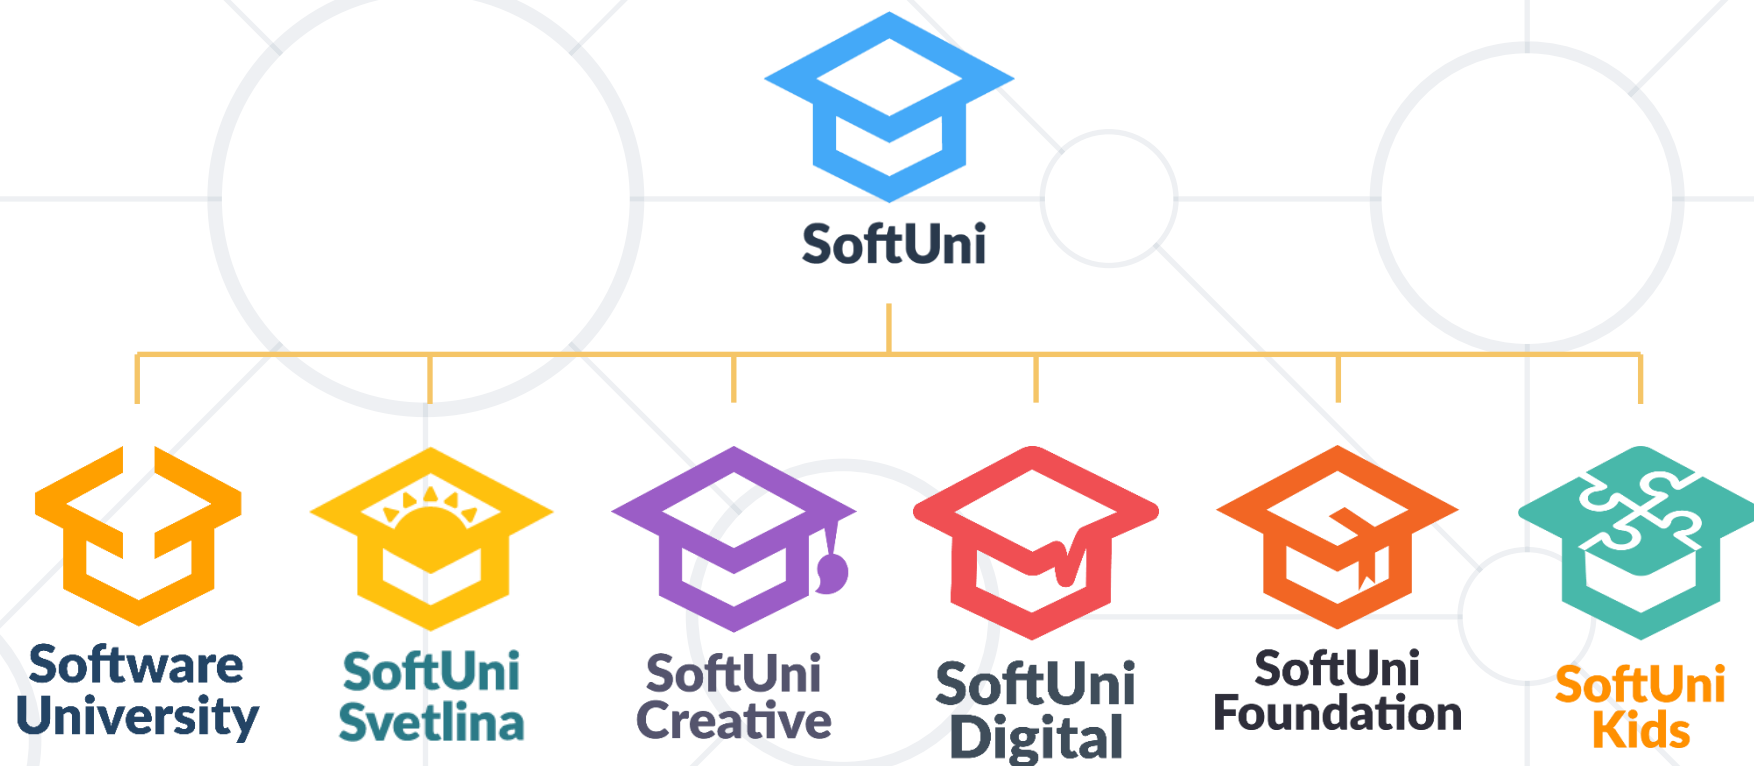 SoftUni
Software
University
SoftUni
Svetlina
SoftUni
Creative
SoftUni
Digital
SoftUni
Foundation
SoftUni
Kids